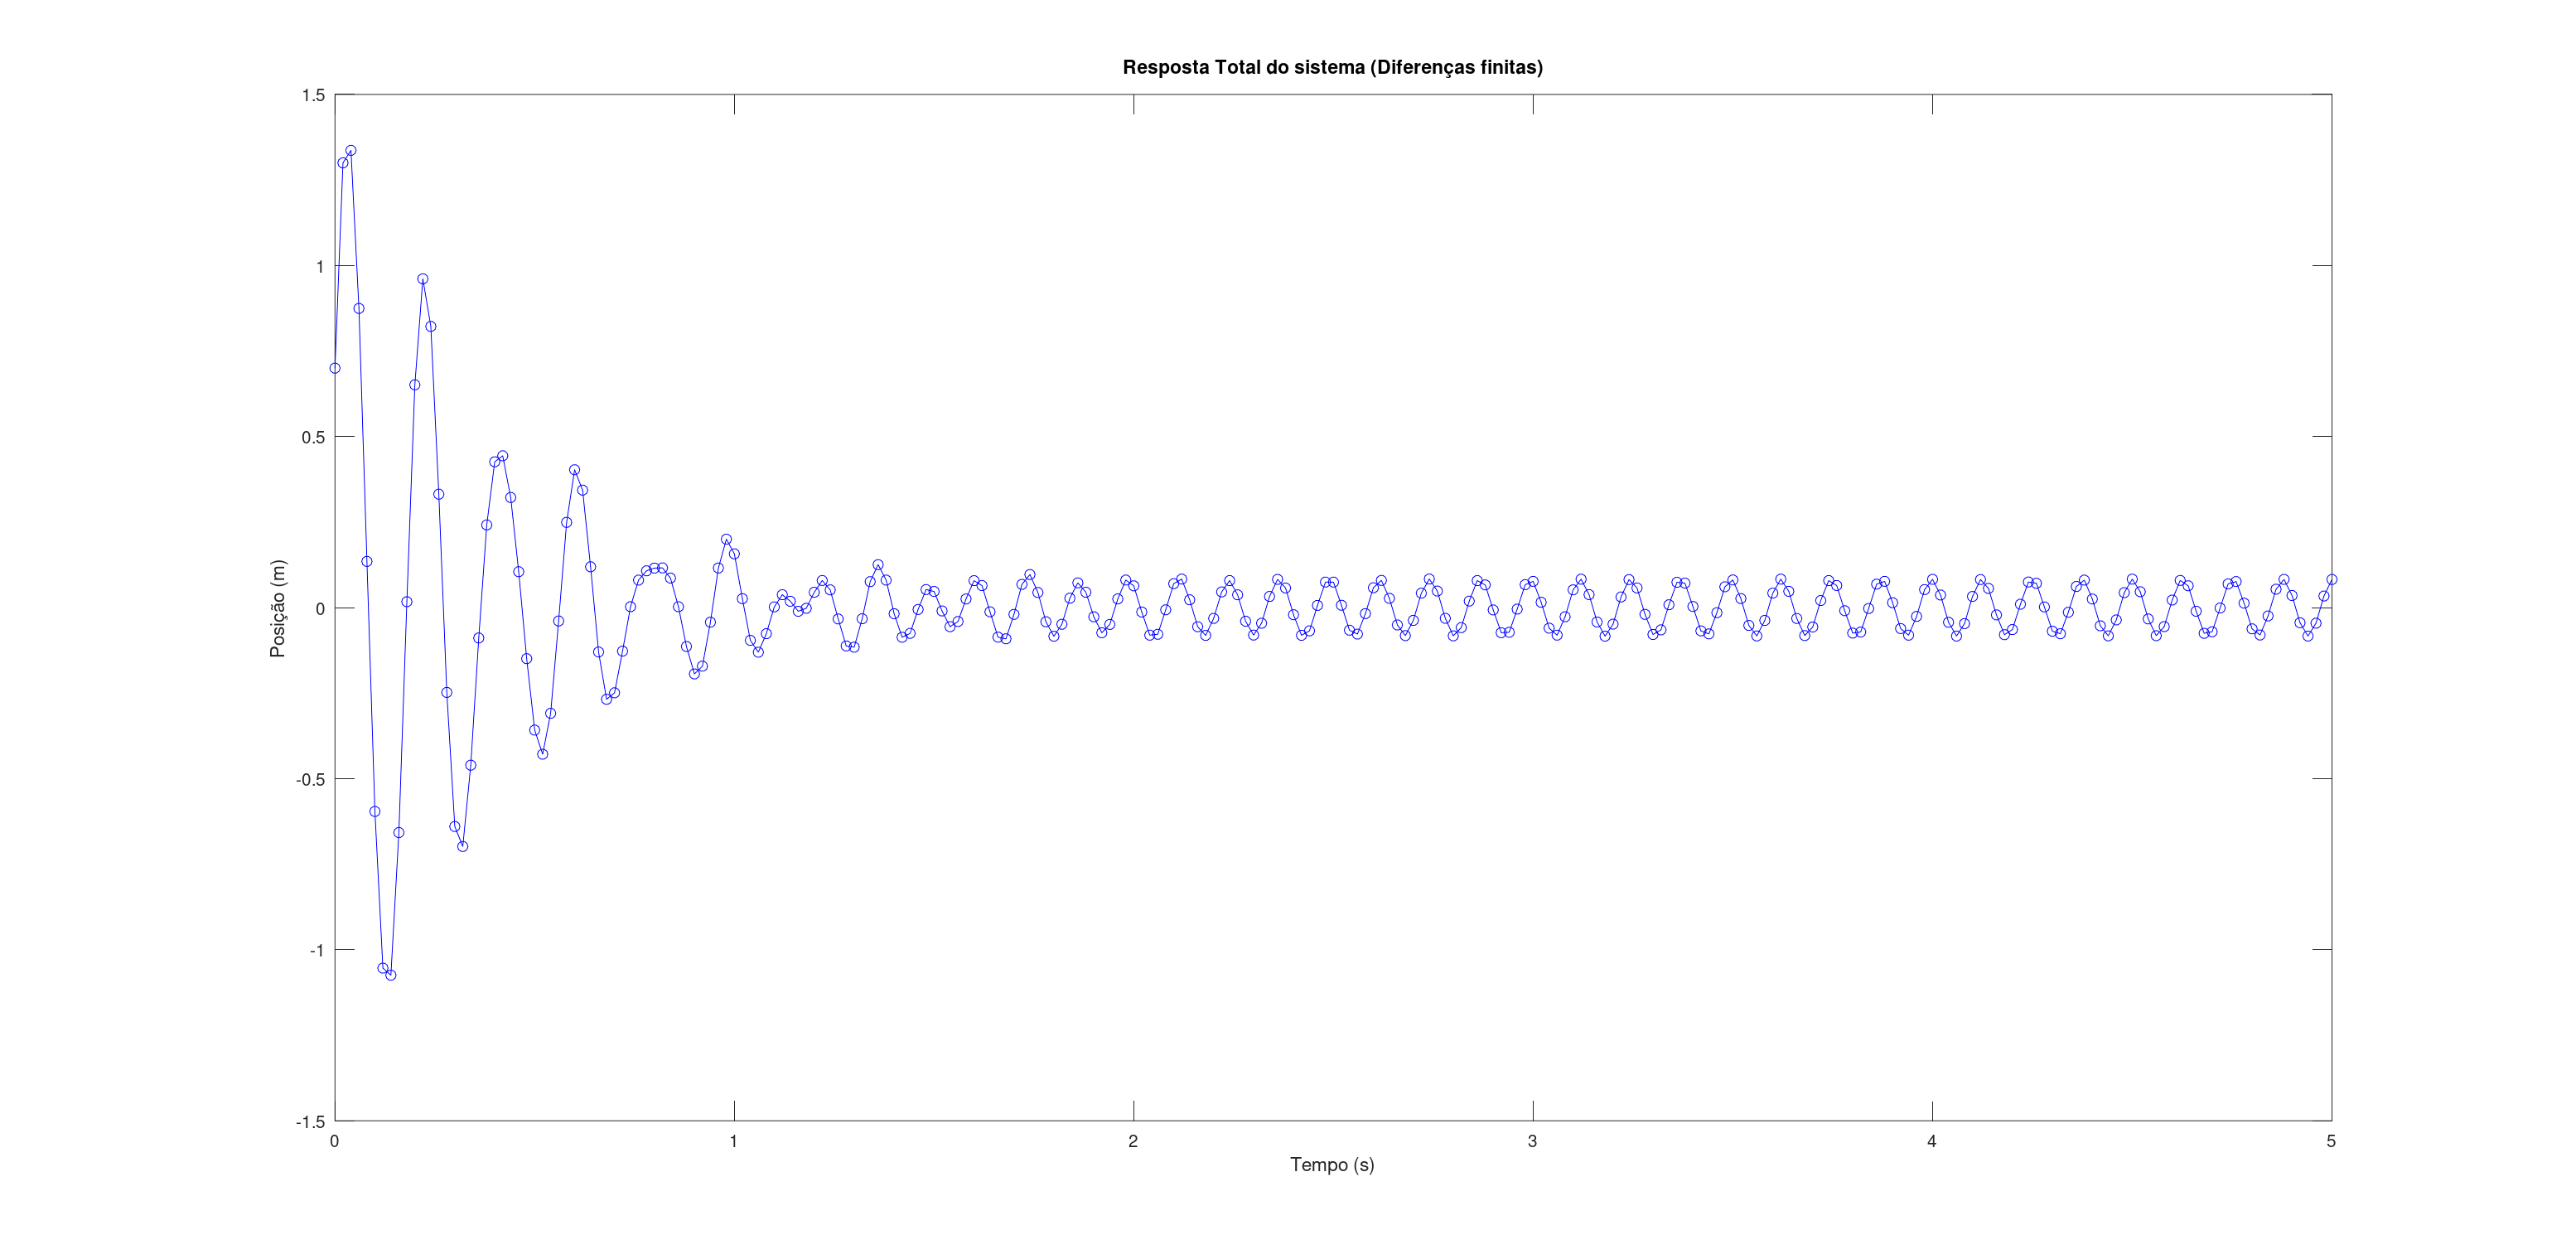 Resposta Total do sistema (Diferenças finitas)
1.5
1
0.5
0
-0.5
-1
-1.5
Posição (m)
0 1 2 3 4 5
Tempo (s)